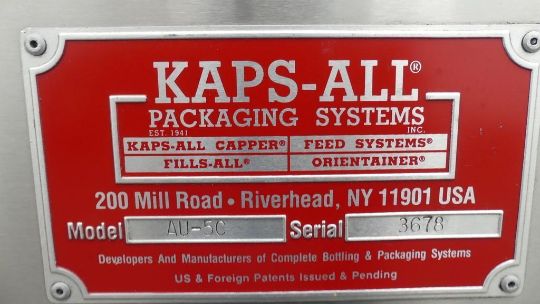 KAPS-ALL®
PACKAGING SYSTEMS
EST. 1941 INC.
KAPS-ALL CAPPER® FEED SYSTEMS®
FILLS-ALL® ORIENTAINER®
200 Mill Road • Riverhead, NY 11901 USA
Model AU-5C Serial 3678
Developers And Manufacturers of Complete Bottling & Packaging Systems
US & Foreign Patents Issued & Pending